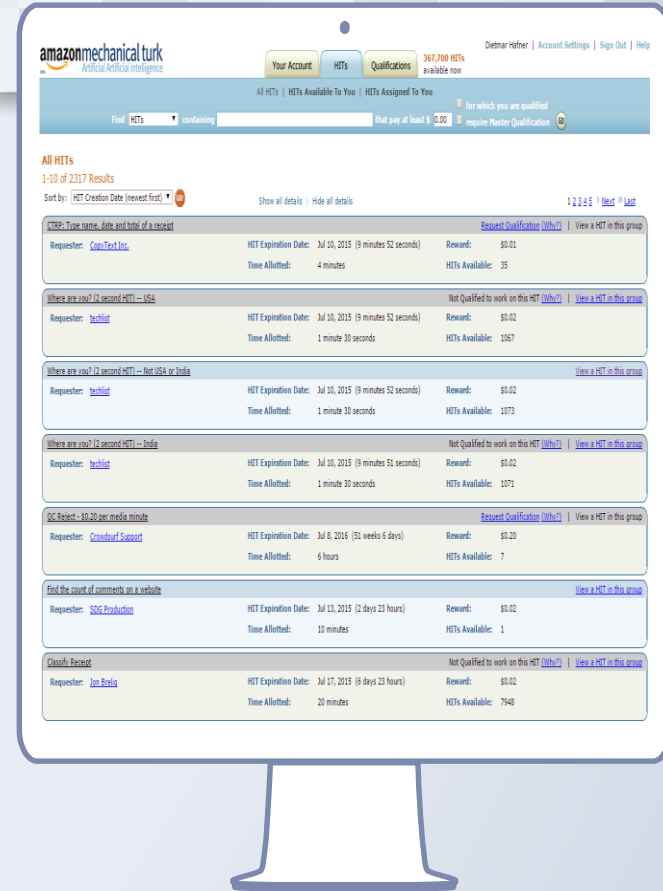 Dietmar Hafner | Account Settings | Sign Out | Help
amazonmechanical turk
Artificial Artificial Intelligence
Your Account HITs Qualifications 367,700 HITs
available now
All HITs | HITs Available To You | HITs Assigned To You
for which you are qualified
Find HITs containing that pay at least $ 0.00 require Master Qualification GO
All HITs
1-10 of 2317 Results
Sort by: HIT Creation Date (newest first) GO! Show all details | Hide all details 1 2 3 4 5 › Next » Last
CTRP: Type name, date and total of a receipt Request Qualification (Why?) | View a HIT in this group
Requester: CopyText Inc. HIT Expiration Date: Jul 10, 2015 (9 minutes 52 seconds) Reward: $0.01
Time Allotted: 4 minutes HITs Available: 35
Where are you? (2 second HIT) -- USA Not Qualified to work on this HIT (Why?) | View a HIT in this group
Requester: techlist HIT Expiration Date: Jul 10, 2015 (9 minutes 52 seconds) Reward: $0.02
Time Allotted: 1 minute 30 seconds HITs Available: 1067
Where are you? (2 second HIT) -- Not USA or India View a HIT in this group
Requester: techlist HIT Expiration Date: Jul 10, 2015 (9 minutes 52 seconds) Reward: $0.02
Time Allotted: 1 minute 30 seconds HITs Available: 1073
Where are you? (2 second HIT) -- India Not Qualified to work on this HIT (Why?) | View a HIT in this group
Requester: techlist HIT Expiration Date: Jul 10, 2015 (9 minutes 51 seconds) Reward: $0.02
Time Allotted: 1 minute 30 seconds HITs Available: 1071
QC Reject - $0.20 per media minute Request Qualification (Why?) | View a HIT in this group
Requester: Crowdsurf Support HIT Expiration Date: Jul 8, 2016 (51 weeks 6 days) Reward: $0.20
Time Allotted: 6 hours HITs Available: 7
Find the count of comments on a website View a HIT in this group
Requester: SDG Production HIT Expiration Date: Jul 13, 2015 (2 days 23 hours) Reward: $0.02
Time Allotted: 10 minutes HITs Available: 1
Classify Receipt Not Qualified to work on this HIT (Why?) | View a HIT in this group
Requester: Jon Brelig HIT Expiration Date: Jul 17, 2015 (6 days 23 hours) Reward: $0.02
Time Allotted: 20 minutes HITs Available: 7948